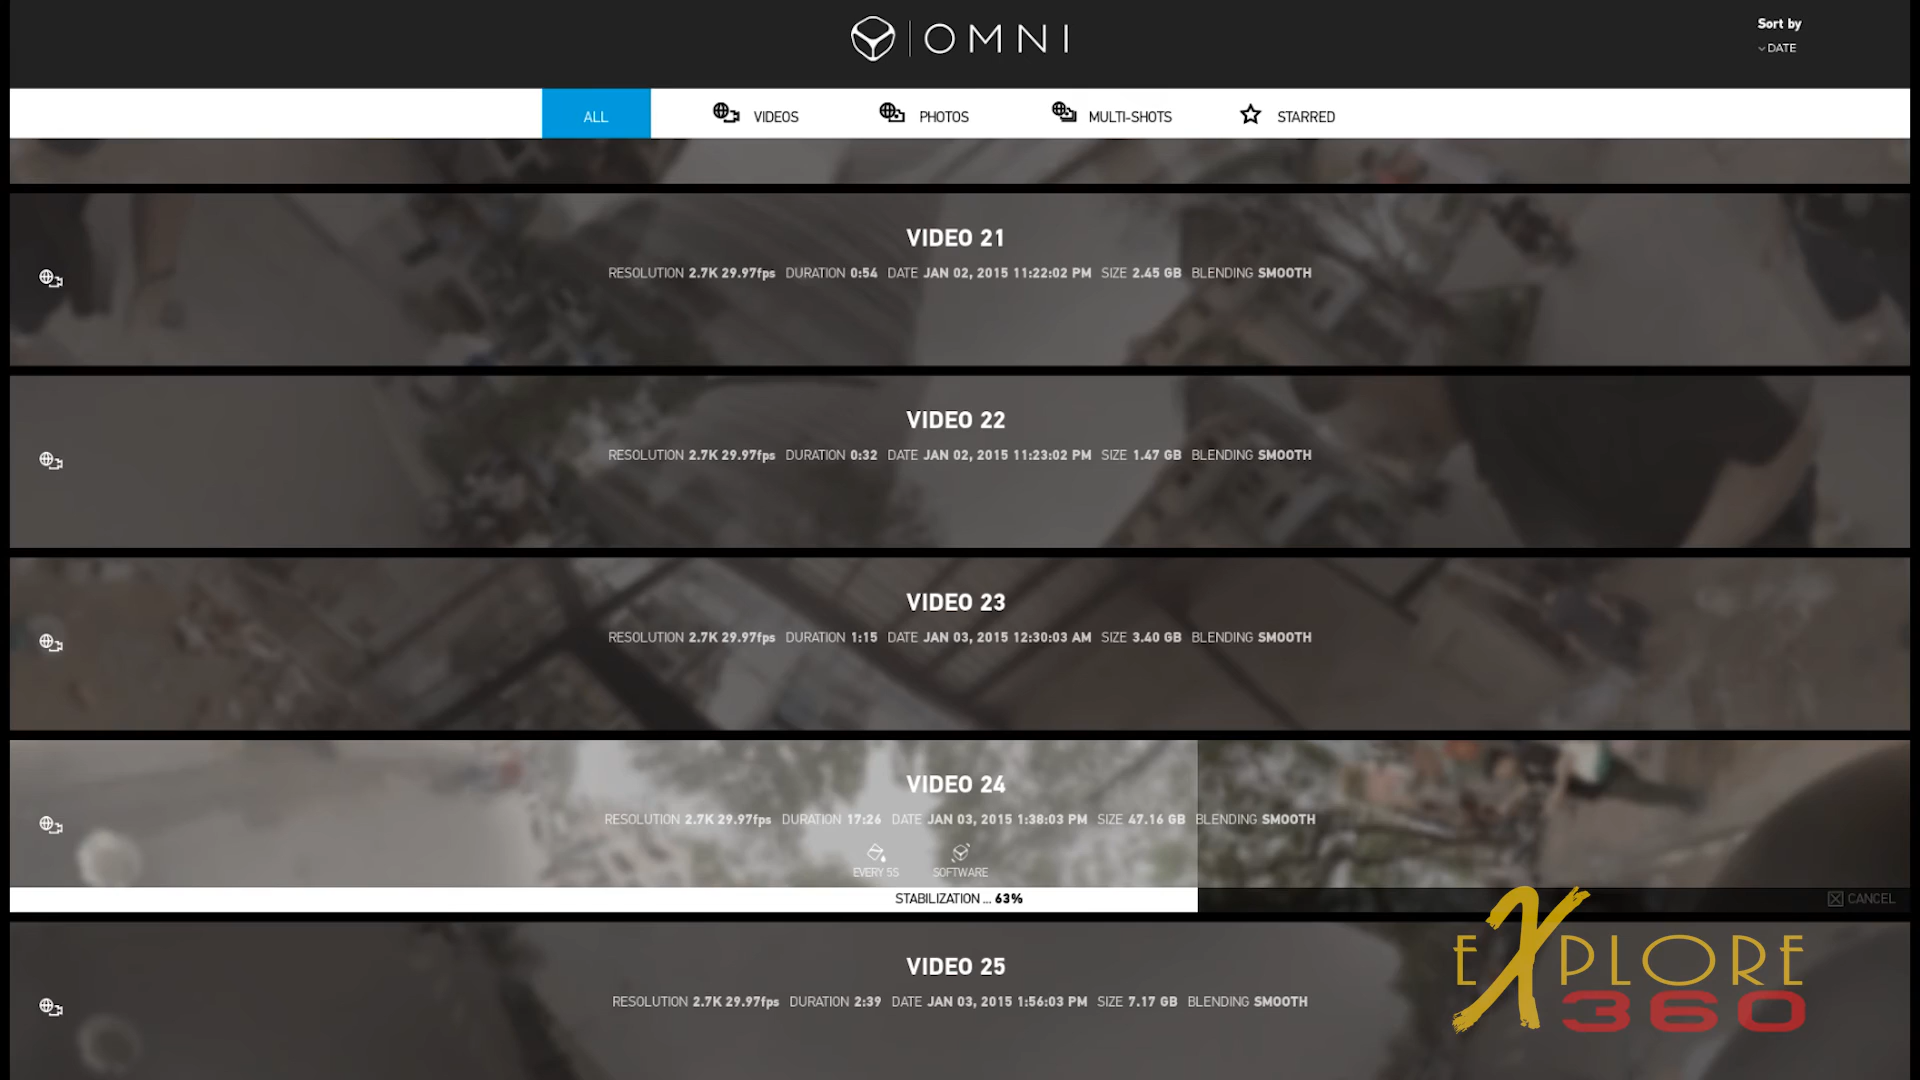 OMNI
Sort by
DATE
ALL VIDEOS PHOTOS MULTI-SHOTS STARRED
VIDEO 21
RESOLUTION 2.7K 29.97fps DURATION 0:54 DATE JAN 02, 2015 11:22:02 PM SIZE 2.45 GB BLENDING SMOOTH
VIDEO 22
RESOLUTION 2.7K 29.97fps DURATION 0:32 DATE JAN 02, 2015 11:23:02 PM SIZE 1.47 GB BLENDING SMOOTH
VIDEO 23
RESOLUTION 2.7K 29.97fps DURATION 1:15 DATE JAN 03, 2015 12:30:03 AM SIZE 3.40 GB BLENDING SMOOTH
VIDEO 24
RESOLUTION 2.7K 29.97fps DURATION 17:26 DATE JAN 03, 2015 1:38:03 PM SIZE 47.16 GB BLENDING SMOOTH
EVERY 5S SOFTWARE
STABILIZATION ... 63% CANCEL
VIDEO 25
RESOLUTION 2.7K 29.97fps DURATION 2:39 DATE JAN 03, 2015 1:56:03 PM SIZE 7.17 GB BLENDING SMOOTH
EXPLORE
360